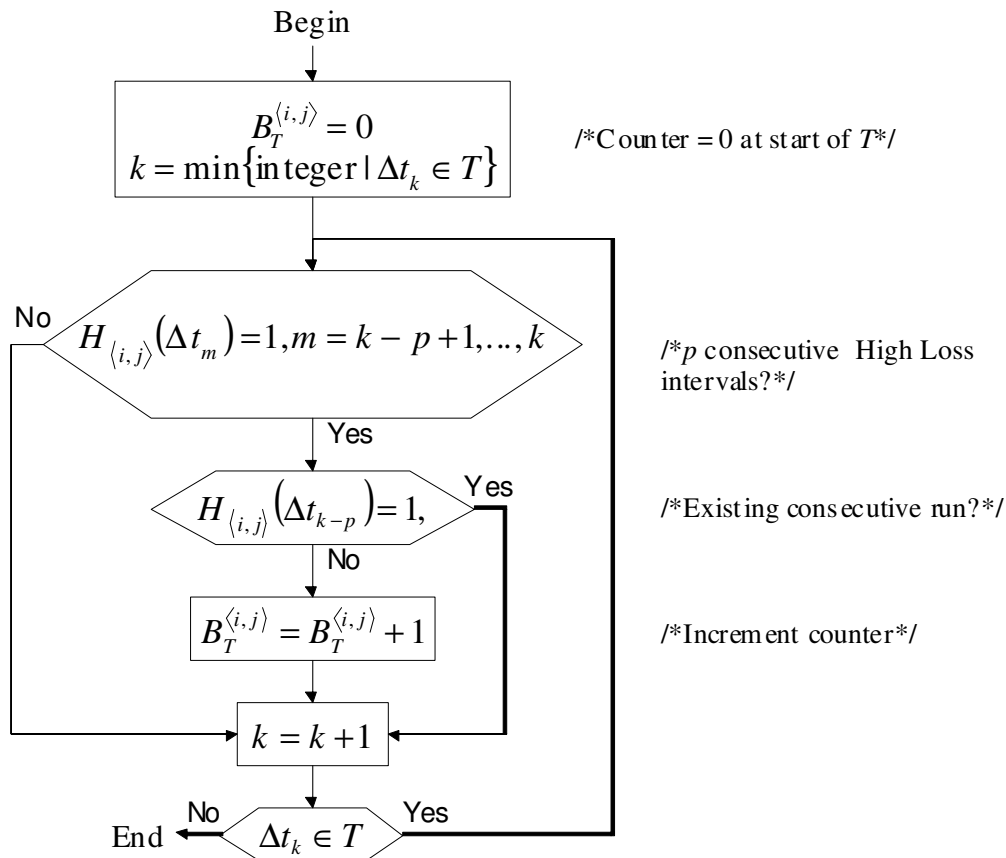 Begin
B_T^{⟨i,j⟩} = 0
k = min{integer | Δt_k ∈ T}
/*Counter = 0 at start of T*/
No
H_{⟨i,j⟩}(Δt_m) = 1, m = k − p + 1,..., k
/*p consecutive High Loss
intervals?*/
Yes
H_{⟨i,j⟩}(Δt_{k−p}) = 1,
Yes
/*Existing consecutive run?*/
No
B_T^{⟨i,j⟩} = B_T^{⟨i,j⟩} + 1
/*Increment counter*/
k = k + 1
No
Yes
End
Δt_k ∈ T